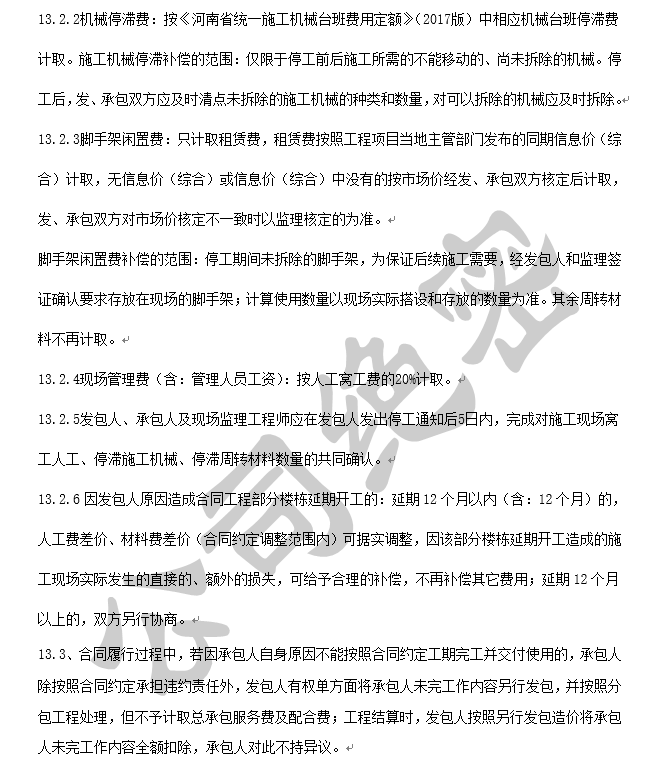 13.2.2机械停滞费：按《河南省统一施工机械台班费用定额》（2017版）中相应机械台班停滞费
计取。施工机械停滞补偿的范围：仅限于停工前后施工所需的不能移动的、尚未拆除的机械。停
工后，发、承包双方应及时清点未拆除的施工机械的种类和数量，对可以拆除的机械应及时拆除。
13.2.3脚手架闲置费：只计取租赁费，租赁费按照工程项目当地主管部门发布的同期信息价（综
合）计取，无信息价（综合）或信息价（综合）中没有的按市场价经发、承包双方核定后计取，
发、承包双方对市场价核定不一致时以监理核定的为准。
脚手架闲置费补偿的范围：停工期间未拆除的脚手架，为保证后续施工需要，经发包人和监理签
证确认要求存放在现场的脚手架；计算使用数量以现场实际搭设和存放的数量为准。其余周转材
料不再计取。
13.2.4现场管理费（含：管理人员工资）：按人工窝工费的20%计取。
13.2.5发包人、承包人及现场监理工程师应在发包人发出停工通知后5日内，完成对施工现场窝
工人工、停滞施工机械、停滞周转材料数量的共同确认。
13.2.6 因发包人原因造成合同工程部分楼栋延期开工的：延期12个月以内（含：12个月）的，
人工费差价、材料费差价（合同约定调整范围内）可据实调整，因该部分楼栋延期开工造成的施
工现场实际发生的直接的、额外的损失，可给予合理的补偿，不再补偿其它费用；延期12个月
以上的，双方另行协商。
13.3、合同履行过程中，若因承包人自身原因不能按照合同约定工期完工并交付使用的，承包人
除按照合同约定承担违约责任外，发包人有权单方面将承包人未完工作内容另行发包，并按照分
包工程处理，但不予计取总承包服务费及配合费；工程结算时，发包人按照另行发包造价将承包
人未完工作内容全额扣除，承包人对此不持异议。
公司绝密